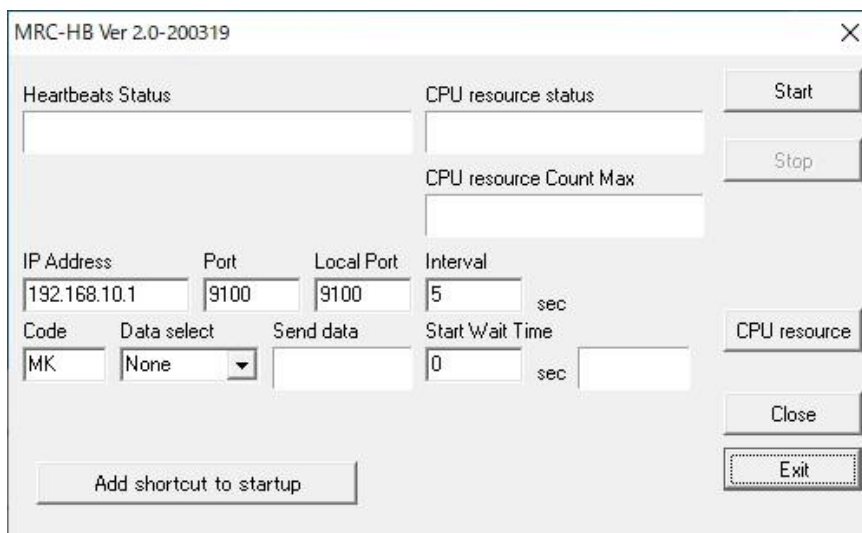 MRC-HB Ver 2.0-200319
Heartbeats Status
CPU resource status
Start
Stop
CPU resource Count Max
IP Address Port Local Port Interval
192.168.10.1 9100 9100 5 sec
Code Data select Send data Start Wait Time
CPU resource
MK None 0 sec
Close
Exit
Add shortcut to startup